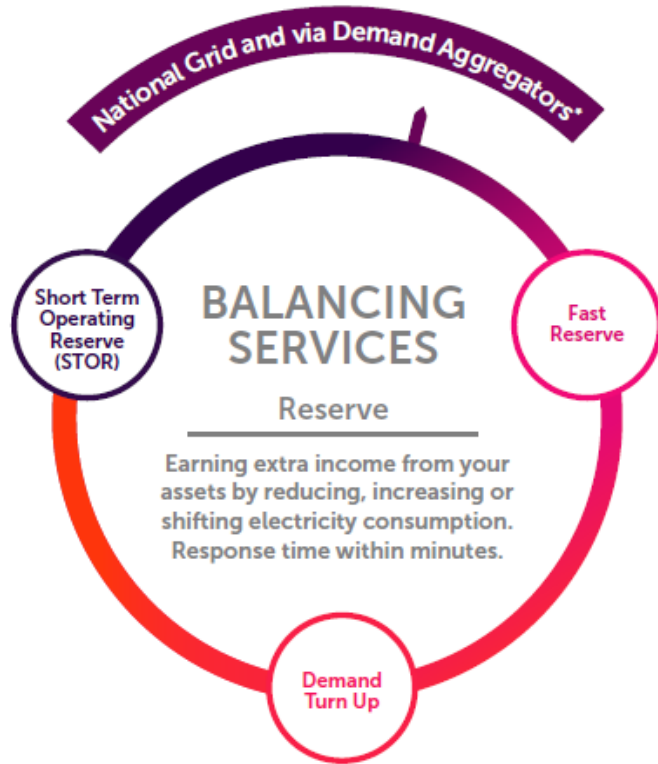 National Grid and via Demand Aggregators*
Short Term
Operating
Reserve
(STOR)
BALANCING
SERVICES
Fast
Reserve
Reserve
Earning extra income from your
assets by reducing, increasing or
shifting electricity consumption.
Response time within minutes.
Demand
Turn Up